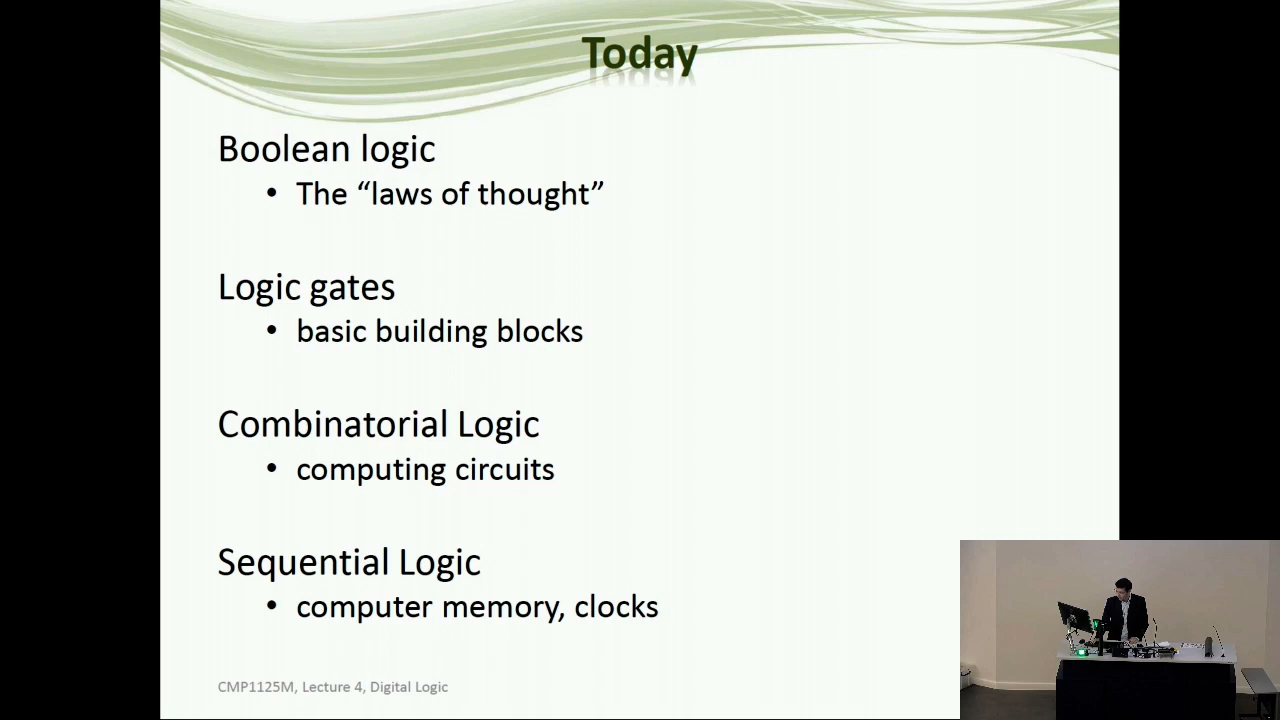 Today
Boolean logic
• The “laws of thought”
Logic gates
• basic building blocks
Combinatorial Logic
• computing circuits
Sequential Logic
• computer memory, clocks
CMP1125M, Lecture 4, Digital Logic